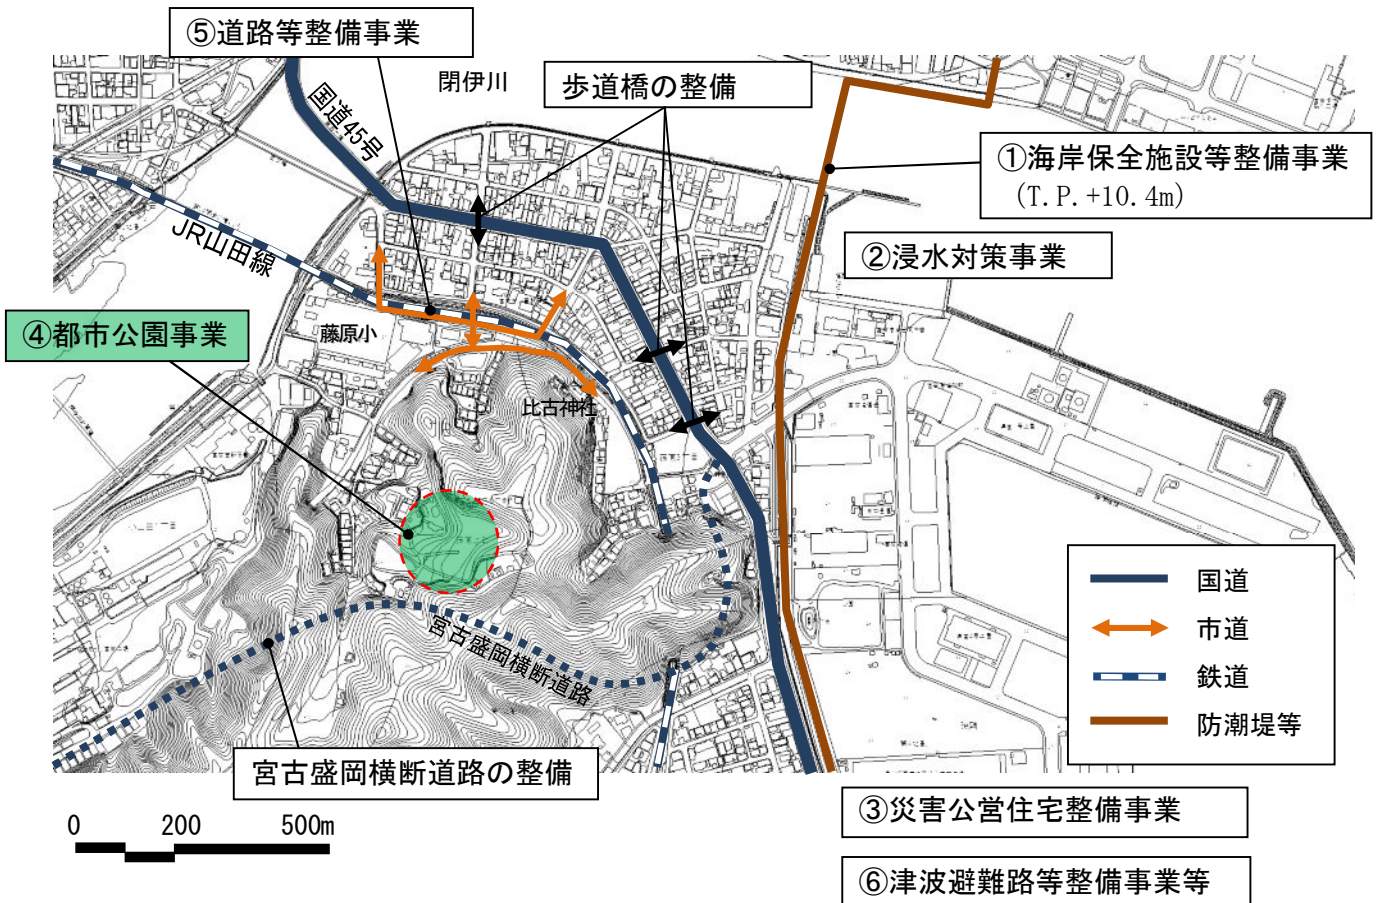 ⑤道路等整備事業
閉伊川
歩道橋の整備
国道45号
①海岸保全施設等整備事業
(T.P.+10.4m)
JR山田線
②浸水対策事業
④都市公園事業
藤原小
比古神社
宮古盛岡横断道路
国道
市道
鉄道
防潮堤等
宮古盛岡横断道路の整備
③災害公営住宅整備事業
0 200 500m
⑥津波避難路等整備事業等